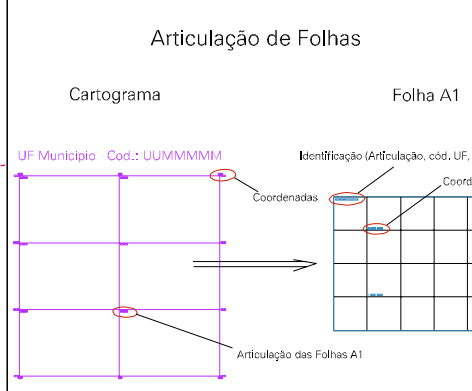 Articulação de Folhas
Cartograma
Folha A1
UF Municipio Cod.: UUMMMMM
Identificação (Articulação, cód. UF,
Coord
Coordenadas
Articulação das Folhas A1